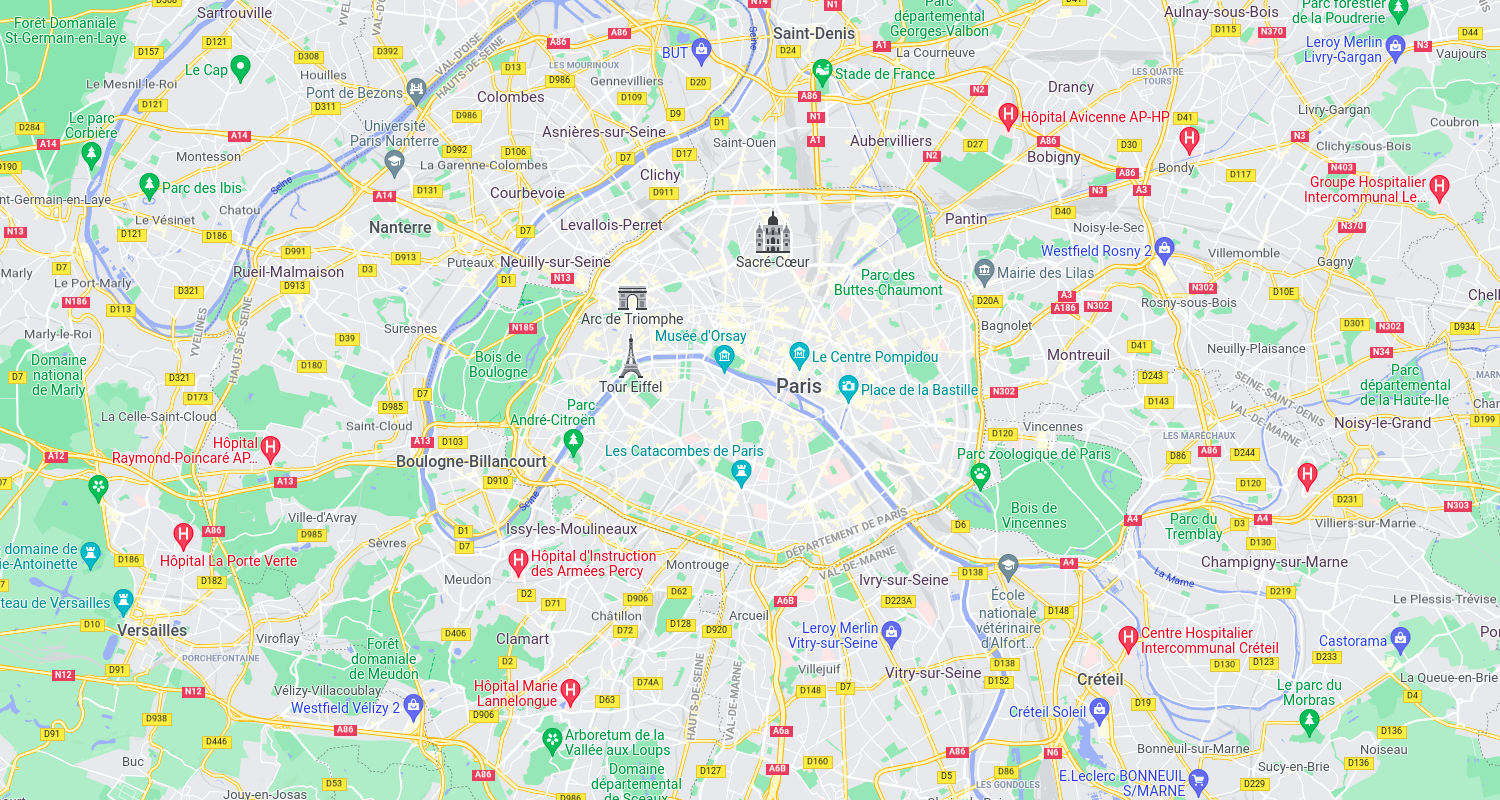 Forêt Domaniale
St-Germain-en-Laye
Sartrouville
D121
D308
D392
D157
Le Cap
Houilles
Le Mesnil-le-Roi
Pont de Bezons
D121
D311
Le parc
Corbière
D284
A14
D190
A14
Université
Paris Nanterre
Montesson
Parc des Ibis
nt-Germain-en-Laye
Chatou
Seine
Le Vésinet
N13
D121
D186
Nanterre
A14
D131
VAL-D'OISE
HAUTS-DE-SEINE
A86
A86
D13
LES MOURINOUX
D986
Gennevilliers
BUT
D20
Colombes
D109
D986
D9
Asnières-sur-Seine
D992
D106
La Garenne-Colombes
D7
D17
D1
Saint-Ouen
Clichy
Courbevoie
D911
Levallois-Perret
N14
N1
Seine
Saint-Denis
D24
A1
Parc
départemental
Georges-Valbon
La Courneuve
Stade de France
A86
N1
A1
Aubervilliers
N2
D27
N2
D41
Aulnay-sous-Bois
Parc forestier
de la Poudrerie
D115
N370
Leroy Merlin
Livry-Gargan
N3
D44
Vaujours
LES QUATRE
TOURS
Drancy
Hôpital Avicenne AP-HP
A86
Bobigny
D41
D30
Bondy
Livry-Gargan
Coubron
N3
Clichy-sous-Bois
N403
A86
D117
N3
A3
Groupe Hospitalier
Intercommunal Le...
N370
Pantin
D40
Noisy-le-Sec
Westfield Rosny 2
Villemomble
Gagny
Mairie des Lilas
D20A
A3
A186
N302
N302
D10E
Rosny-sous-Bois
Chell
D991
D913
Puteaux
Neuilly-sur-Seine
D7
D1
N13
Rueil-Malmaison
D3
D913
D321
-Marly
D7
Le Port-Marly
N186
D113
YVELINES
HAUTS-DE-SEINE
Marly-le-Roi
Suresnes
D39
N185
Domaine
national
de Marly
D7
D180
D321
D173
La Celle-Saint-Cloud
D985
Saint-Cloud
D7
Bois de
Boulogne
Sacré-Cœur
Parc des
Buttes-Chaumont
Arc de Triomphe
Musée d'Orsay
Le Centre Pompidou
Tour Eiffel
Paris
Place de la Bastille
Parc
André-Citroën
Les Catacombes de Paris
Bagnolet
Montreuil
D41
Neuilly-Plaisance
D301
N302
D934
N34
D243
D143
N302
SEINE-SAINT-DENIS
VAL-DE-MARNE
Parc
départemental
de la Haute-Ile
D199
Noisy-le-Grand
D120
Vincennes
LES MARÉCHAUX
D86
A86
D244
Parc zoologique de Paris
D120
D231
N303
Bois de
Vincennes
Parc du
Tremblay
A4
D3
A4
D130
Villiers-sur-Marne
Champigny-sur-Marne
A12
Hôpital
Raymond-Poincaré AP...
A13
D103
A13
Boulogne-Billancourt
D910
Seine
Ville-d'Avray
D985
Sèvres
D1
D7
Issy-les-Moulineaux
A86
Hôpital La Porte Verte
domaine de
ie-Antoinette
D186
D182
teau de Versailles
D10
Versailles
Viroflay
PORCHEFONTAINE
D91
N12
N12
D938
D91
D446
Buc
Jouy-en-Josas
D53
Meudon
Hôpital d'Instruction
des Armées Percy
Montrouge
D2
D71
D906
D62
Châtillon
D72
D128
D920
Arcueil
A6B
D406
Clamart
Forêt
domaniale
de Meudon
D2
Vélizy-Villacoublay
Westfield Vélizy 2
A86
Hôpital Marie
Lannelongue
D74A
D63
D906
HAUTS-DE-SEINE
VAL-DE-MARNE
Arboretum de la
Vallée aux Loups
Domaine
départemental
de Sceaux
A86
D986
D127
A6a
A6B
D160
DÉPARTEMENT DE PARIS
VAL-DE-MARNE
D6
D138
A4
Ivry-sur-Seine
D223A
École
nationale
vétérinaire
d'Alfort...
D148
La Marne
D219
Le Plessis-Trévise
Leroy Merlin
Vitry-sur-Seine
Villejuif
D148
D7
Vitry-sur-Seine
D138
D152
Centre Hospitalier
Intercommunal Créteil
D130
D123
D233
Castorama
La Queue-en-Brie
Créteil
Créteil Soleil
D19
Le parc du
Morbras
D4
D136
Noiseau
A86
N6
Bonneuil-sur-Marne
D5
D86
LES GONDOLES
E.Leclerc BONNEUIL
S/MARNE
Sucy-en-Brie
D229
D136